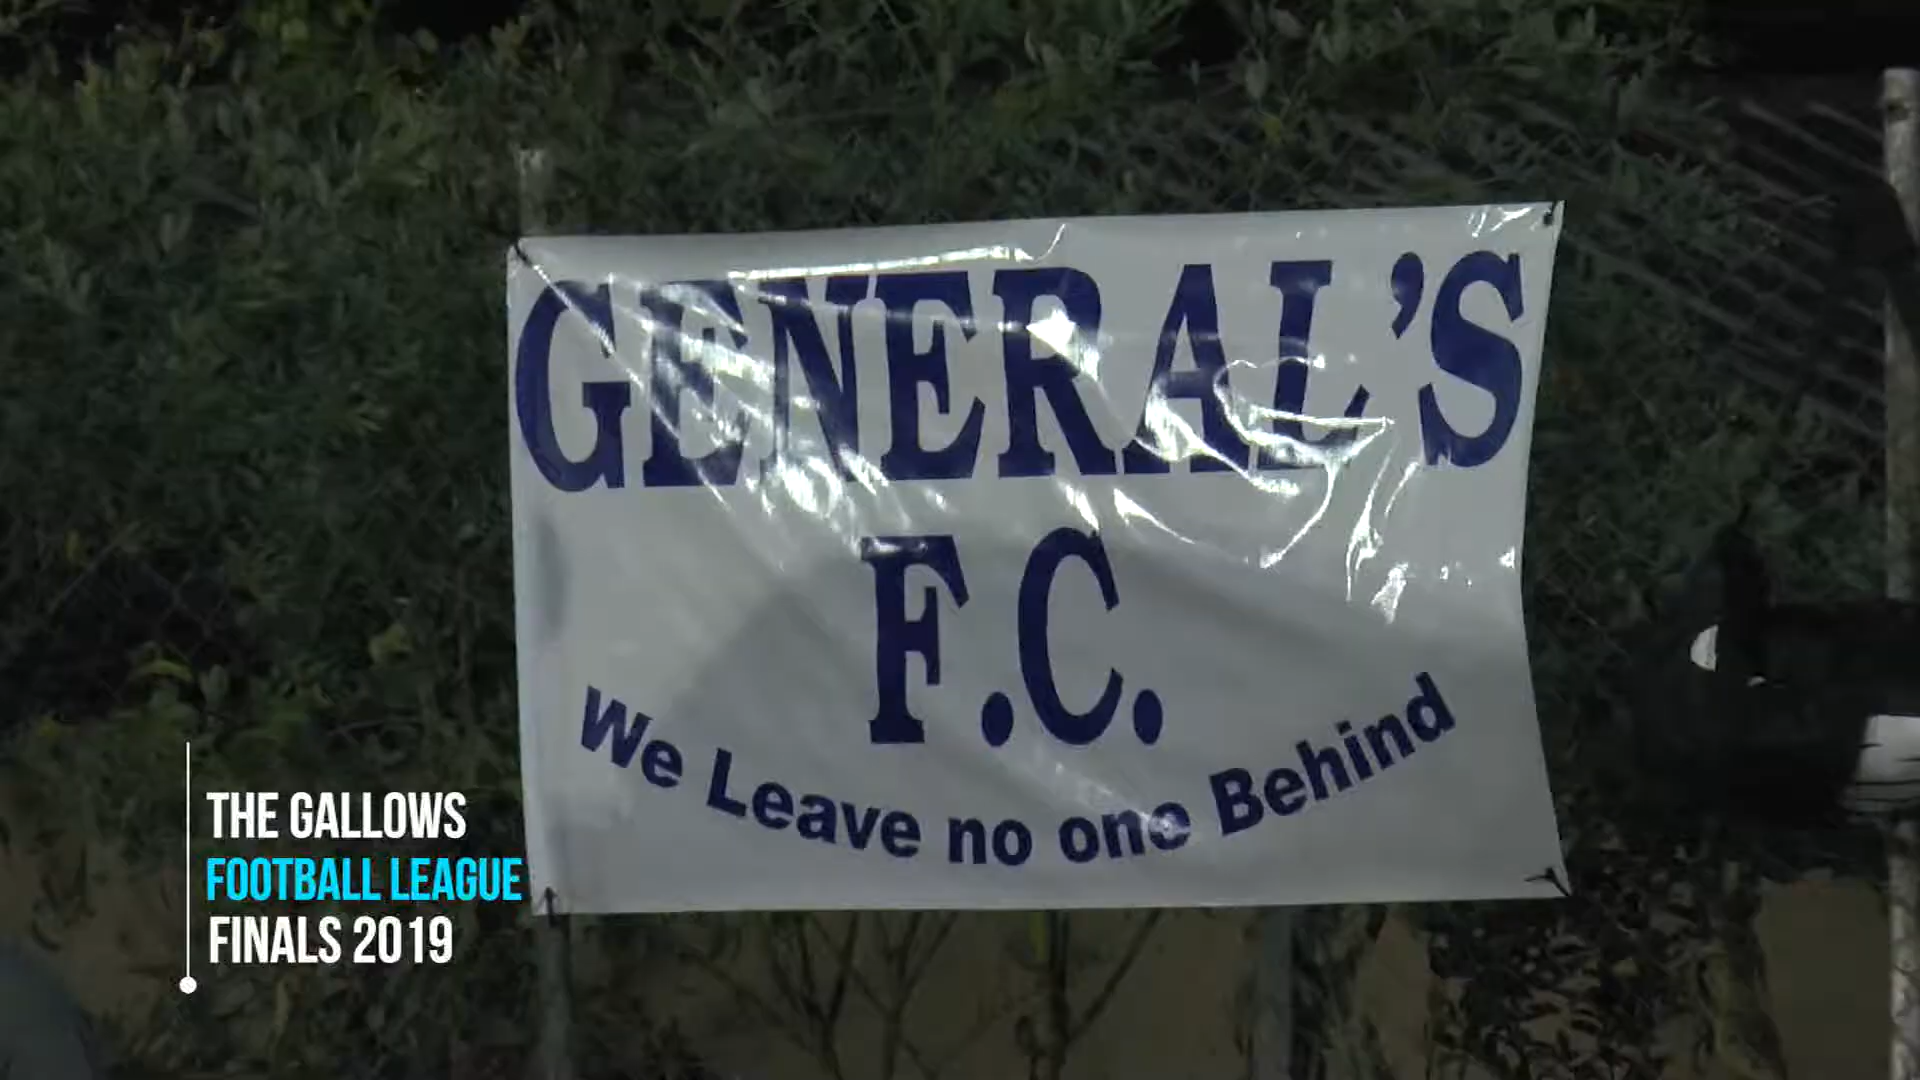 GENERAL'S
F.C.
We Leave no one Behind
THE GALLOWS
FOOTBALL LEAGUE
FINALS 2019